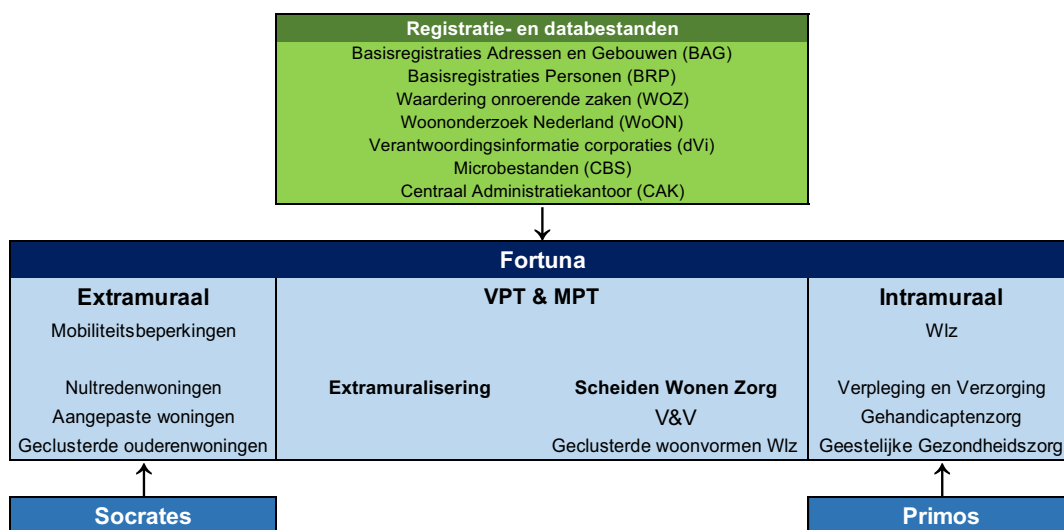 Registratie- en databestanden
Basisregistraties Adressen en Gebouwen (BAG)
Basisregistraties Personen (BRP)
Waardering onroerende zaken (WOZ)
Woononderzoek Nederland (WoON)
Verantwoordingsinformatie corporaties (dVi)
Microbestanden (CBS)
Centraal Administratiekantoor (CAK)
Fortuna
Extramuraal
Mobiliteitsbeperkingen
Nultredenwoningen
Aangepaste woningen
Geclusterde ouderenwoningen
VPT & MPT
Extramuralisering
Scheiden Wonen Zorg
V&V
Geclusterde woonvormen Wlz
Intramuraal
Wlz
Verpleging en Verzorging
Gehandicaptenzorg
Geestelijke Gezondheidszorg
Socrates
Primos